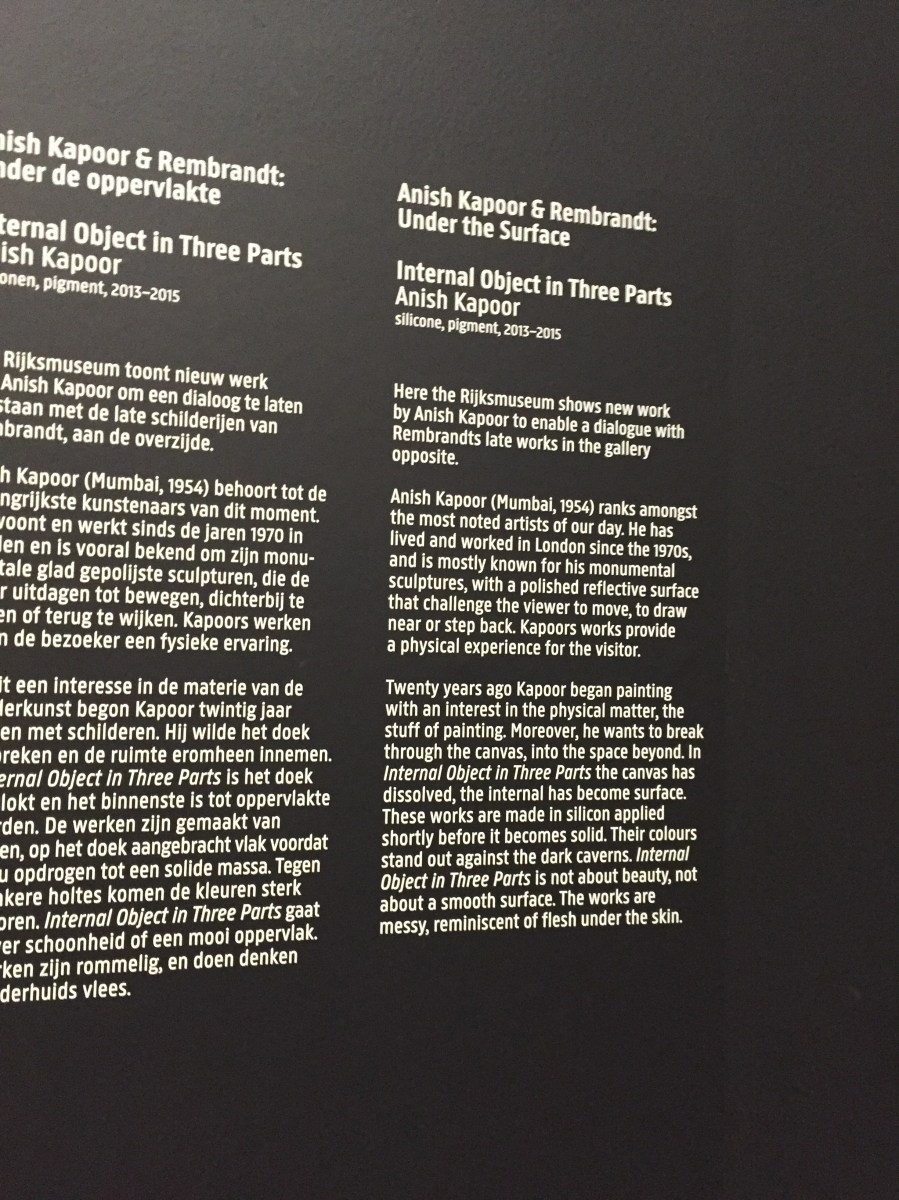 nish Kapoor & Rembrandt:
nder de oppervlakte
ternal Object in Three Parts
ish Kapoor
onen, pigment, 2013–2015
Rijksmuseum toont nieuw werk
Anish Kapoor om een dialoog te laten
staan met de late schilderijen van
mbrandt, aan de overzijde.
h Kapoor (Mumbai, 1954) behoort tot de
ngrijkste kunstenaars van dit moment.
woont en werkt sinds de jaren 1970 in
den en is vooral bekend om zijn monu-
tale glad gepolijste sculpturen, die de
r uitdagen tot bewegen, dichterbij te
en of terug te wijken. Kapoors werken
n de bezoeker een fysieke ervaring.
it een interesse in de materie van de
derkunst begon Kapoor twintig jaar
en met schilderen. Hij wilde het doek
breken en de ruimte eromheen innemen.
ernal Object in Three Parts is het doek
lokt en het binnenste is tot oppervlakte
rden. De werken zijn gemaakt van
en, op het doek aangebracht vlak voordat
u opdrogen tot een solide massa. Tegen
nkere holtes komen de kleuren sterk
oren. Internal Object in Three Parts gaat
er schoonheid of een mooi oppervlak.
rken zijn rommelig, en doen denken
derhuids vlees.
Anish Kapoor & Rembrandt:
Under the Surface
Internal Object in Three Parts
Anish Kapoor
silicone, pigment, 2013–2015
Here the Rijksmuseum shows new work
by Anish Kapoor to enable a dialogue with
Rembrandts late works in the gallery
opposite.
Anish Kapoor (Mumbai, 1954) ranks amongst
the most noted artists of our day. He has
lived and worked in London since the 1970s,
and is mostly known for his monumental
sculptures, with a polished reflective surface
that challenge the viewer to move, to draw
near or step back. Kapoors works provide
a physical experience for the visitor.
Twenty years ago Kapoor began painting
with an interest in the physical matter, the
stuff of painting. Moreover, he wants to break
through the canvas, into the space beyond. In
Internal Object in Three Parts the canvas has
dissolved, the internal has become surface.
These works are made in silicon applied
shortly before it becomes solid. Their colours
stand out against the dark caverns. Internal
Object in Three Parts is not about beauty, not
about a smooth surface. The works are
messy, reminiscent of flesh under the skin.